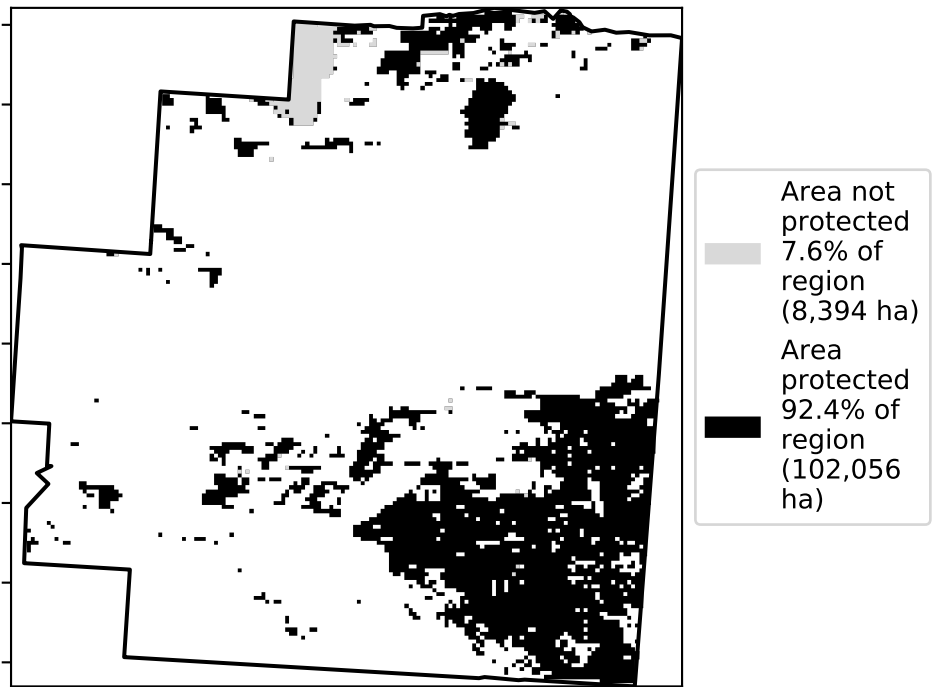 Area not
protected
7.6% of
region
(8,394 ha)
Area
protected
92.4% of
region
(102,056
ha)